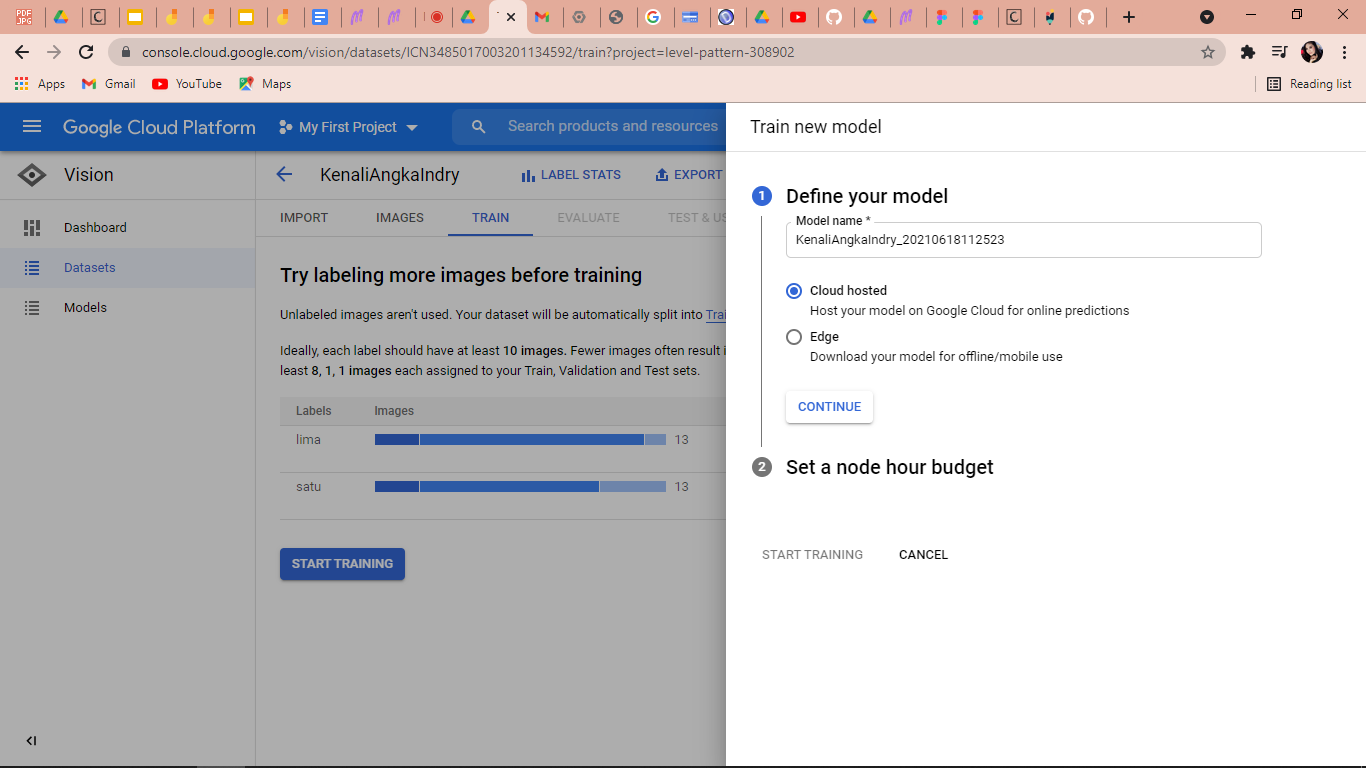 console.cloud.google.com/vision/datasets/ICN3485017003201134592/train?project=level-pattern-308902
Apps
Gmail
YouTube
Maps
Reading list
Google Cloud Platform
My First Project
Search products and resources
Vision
Dashboard
Datasets
Models
KenaliAngkaIndry
LABEL STATS
EXPORT
IMPORT
IMAGES
TRAIN
EVALUATE
TEST & US
Try labeling more images before training
Unlabeled images aren't used. Your dataset will be automatically split into Trai
Ideally, each label should have at least 10 images. Fewer images often result i
least 8, 1, 1 images each assigned to your Train, Validation and Test sets.
Labels Images
lima 13
satu 13
START TRAINING
Train new model
1 Define your model
Model name *
KenaliAngkaIndry_20210618112523
Cloud hosted
Host your model on Google Cloud for online predictions
Edge
Download your model for offline/mobile use
CONTINUE
2 Set a node hour budget
START TRAINING
CANCEL